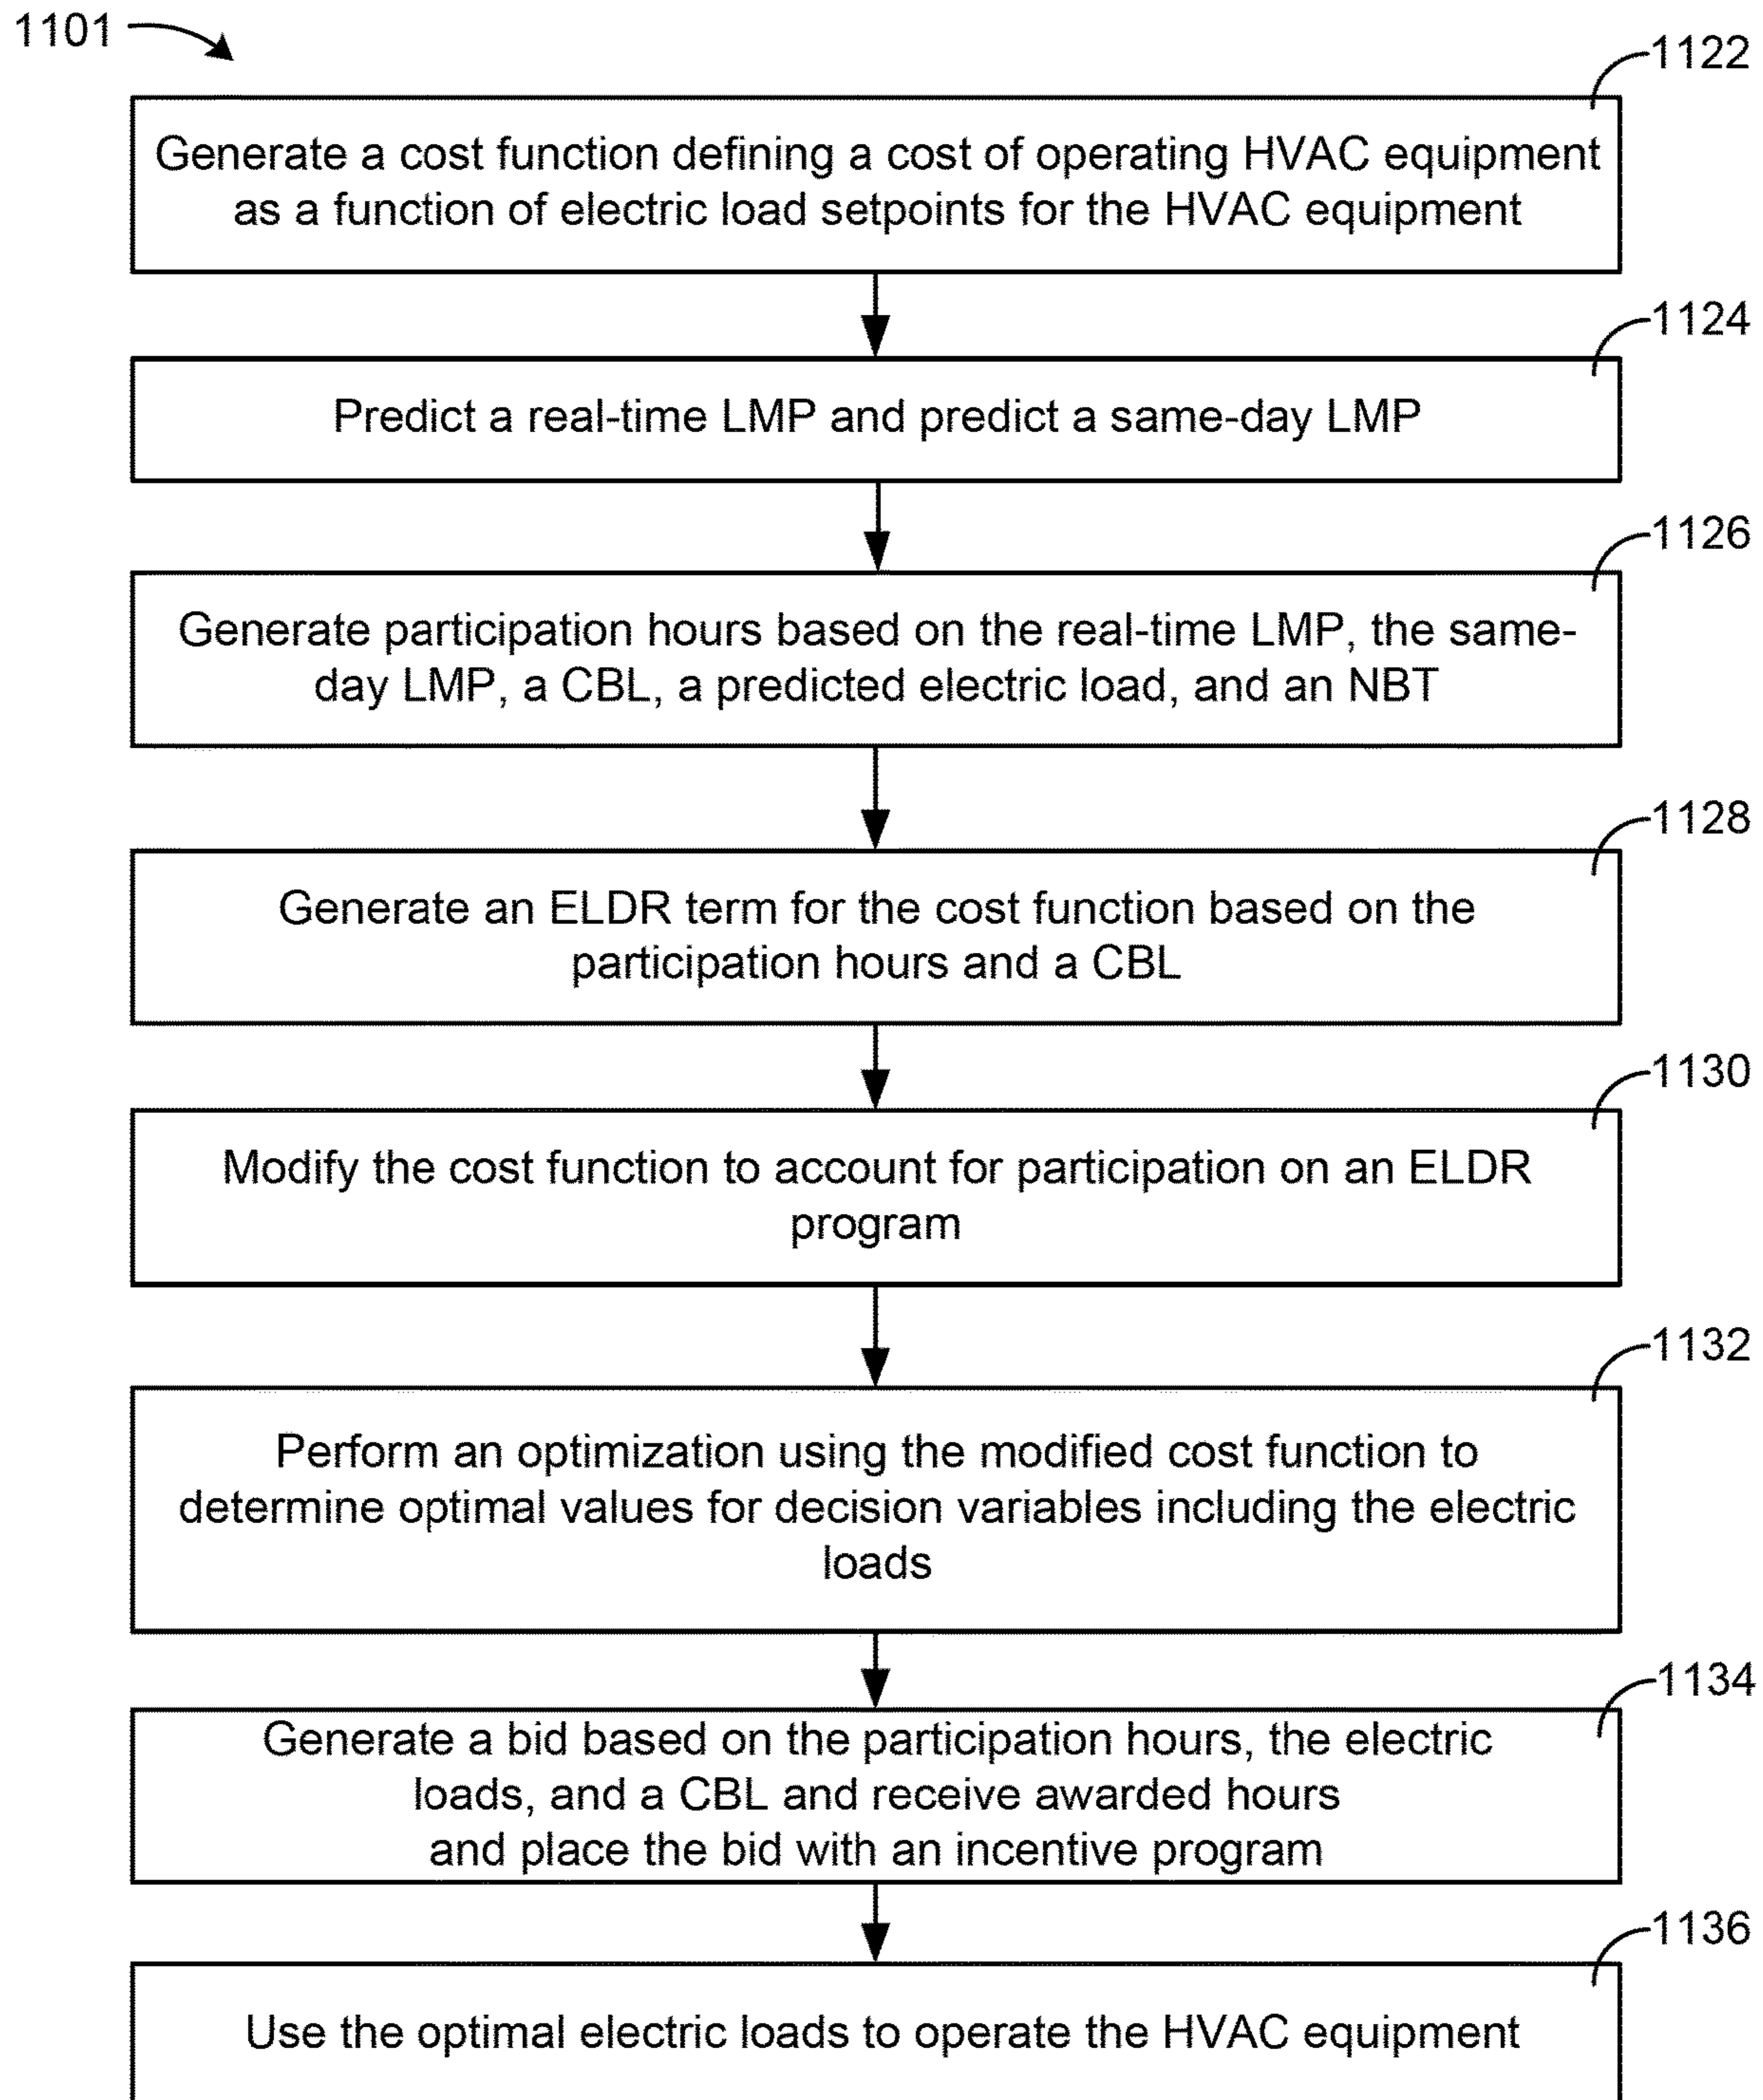 1101
1122
Generate a cost function defining a cost of operating HVAC equipment
as a function of electric load setpoints for the HVAC equipment
1124
Predict a real-time LMP and predict a same-day LMP
1126
Generate participation hours based on the real-time LMP, the same-
day LMP, a CBL, a predicted electric load, and an NBT
1128
Generate an ELDR term for the cost function based on the
participation hours and a CBL
1130
Modify the cost function to account for participation on an ELDR
program
1132
Perform an optimization using the modified cost function to
determine optimal values for decision variables including the electric
loads
1134
Generate a bid based on the participation hours, the electric
loads, and a CBL and receive awarded hours
and place the bid with an incentive program
1136
Use the optimal electric loads to operate the HVAC equipment